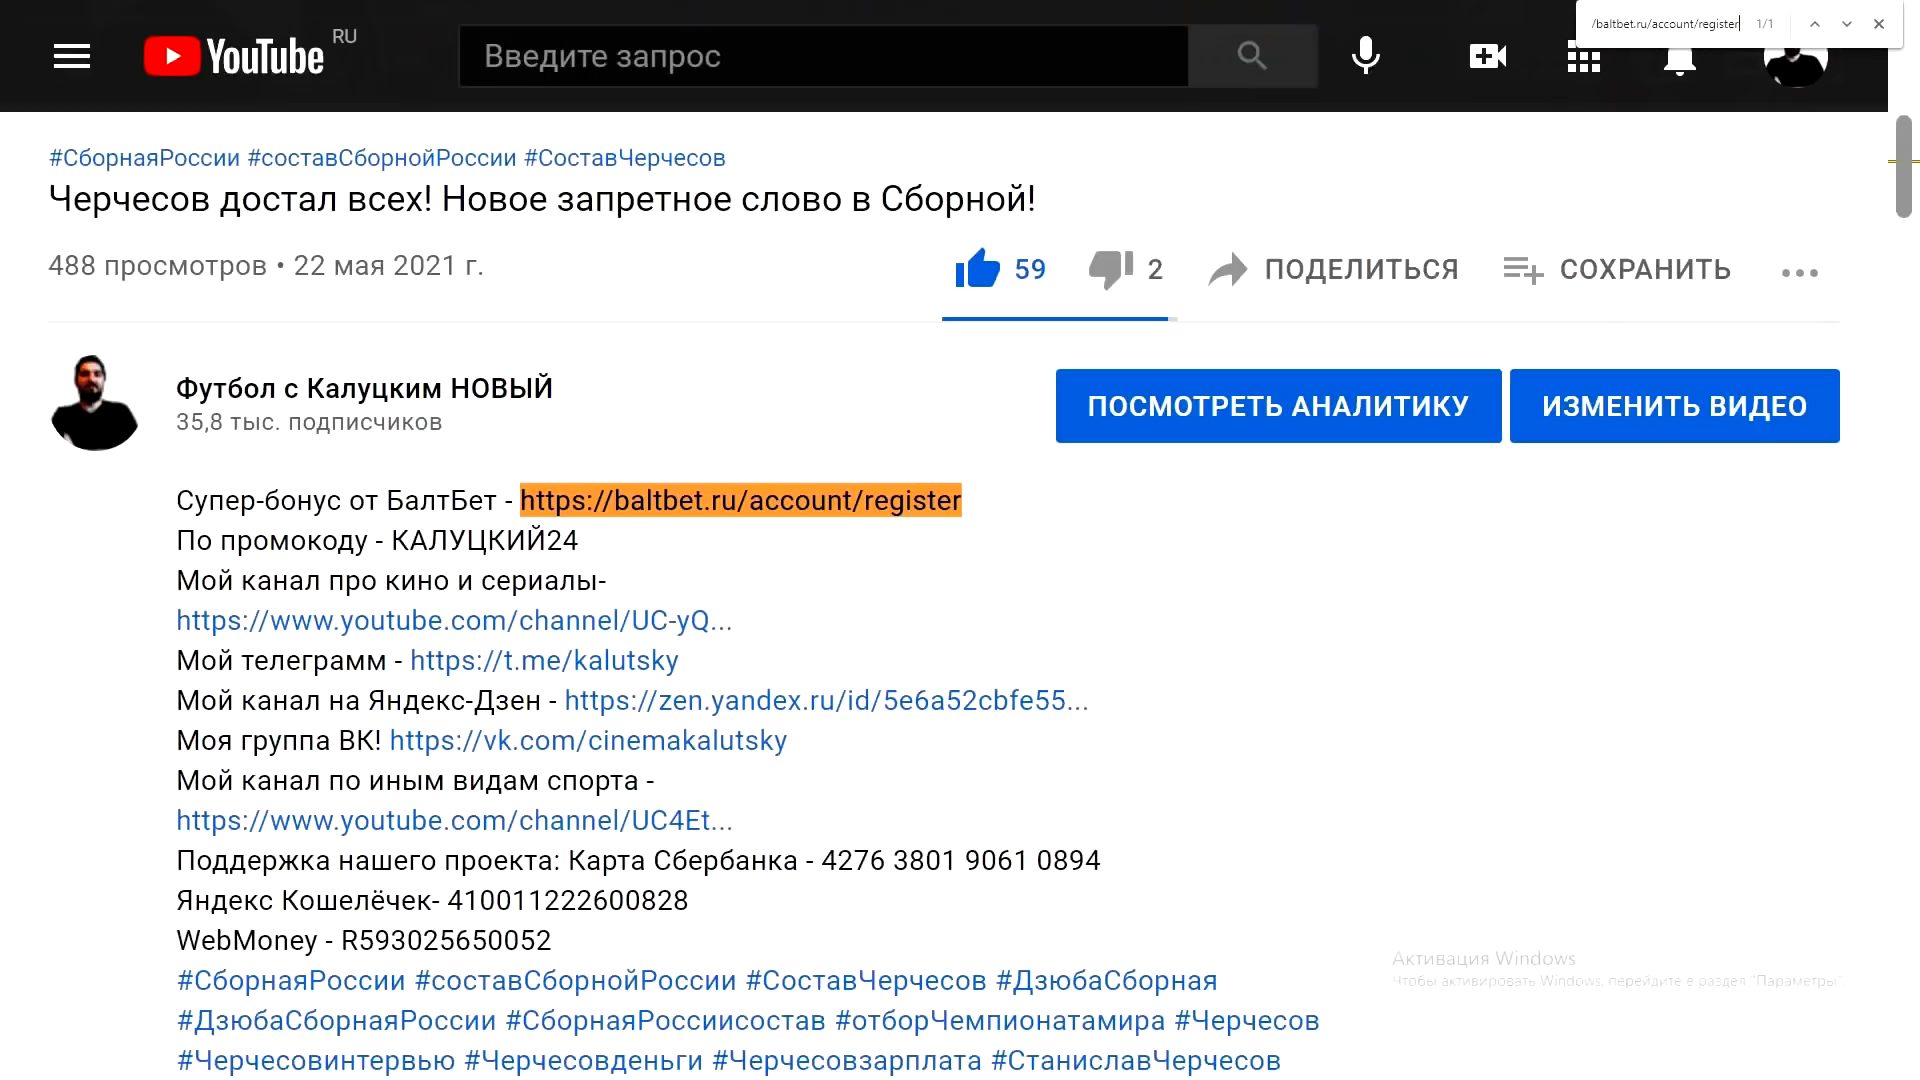 /baltbet.ru/account/register 1/1
YouTube RU
Введите запрос
#СборнаяРоссии #составСборнойРоссии #СоставЧерчесов
Черчесов достал всех! Новое запретное слово в Сборной!
488 просмотров • 22 мая 2021 г.
59 2 ПОДЕЛИТЬСЯ СОХРАНИТЬ
Футбол с Калуцким НОВЫЙ
35,8 тыс. подписчиков
ПОСМОТРЕТЬ АНАЛИТИКУ ИЗМЕНИТЬ ВИДЕО
Супер-бонус от БалтБет - https://baltbet.ru/account/register
По промокоду - КАЛУЦКИЙ24
Мой канал про кино и сериалы-
https://www.youtube.com/channel/UC-yQ...
Мой телеграмм - https://t.me/kalutsky
Мой канал на Яндекс-Дзен - https://zen.yandex.ru/id/5e6a52cbfe55...
Моя группа ВК! https://vk.com/cinemakalutsky
Мой канал по иным видам спорта -
https://www.youtube.com/channel/UC4Et...
Поддержка нашего проекта: Карта Сбербанка - 4276 3801 9061 0894
Яндекс Кошелёчек- 410011222600828
WebMoney - R593025650052
#СборнаяРоссии #составСборнойРоссии #СоставЧерчесов #ДзюбаСборная
#ДзюбаСборнаяРоссии #СборнаяРоссиисостав #отборЧемпионатамира #Черчесов
#Черчесовинтервью #Черчесовденьги #Черчесовзарплата #СтаниславЧерчесов
Активация Windows
Чтобы активировать Windows, перейдите в раздел "Параметры"